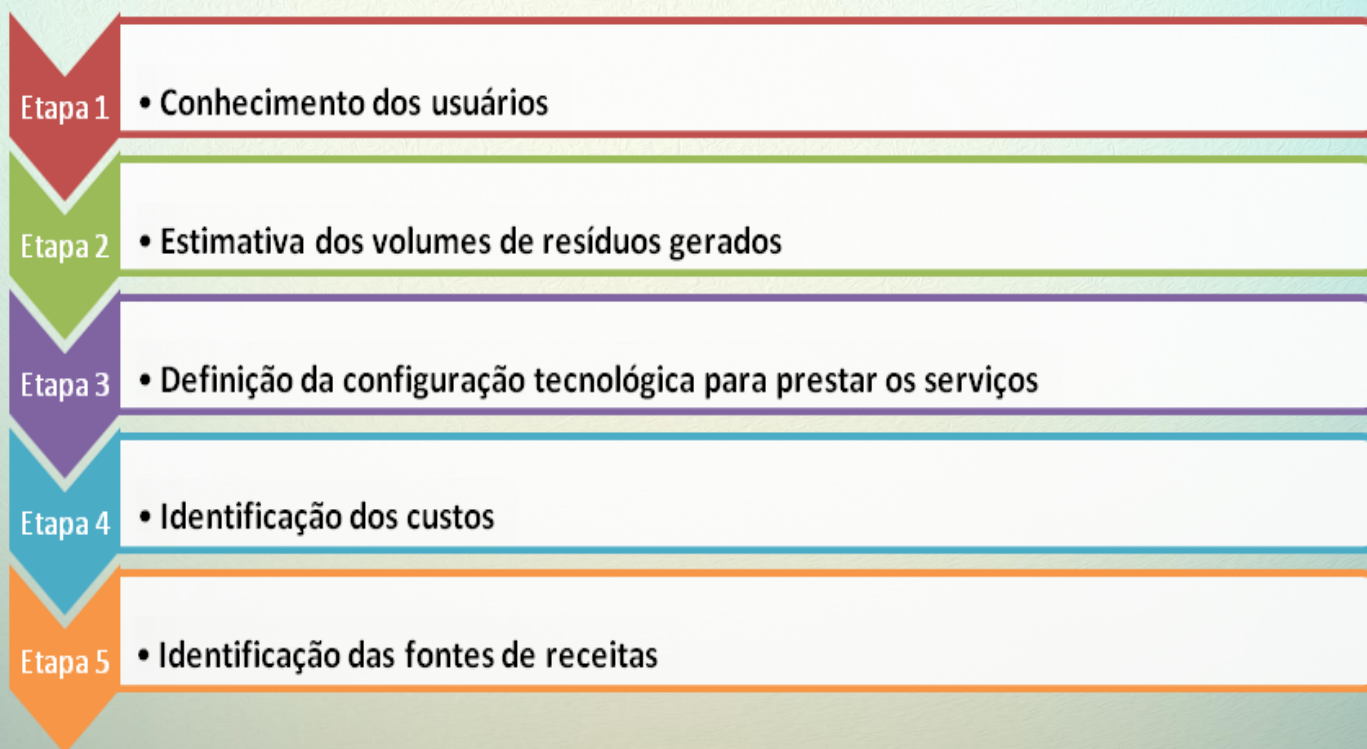 Etapa 1 • Conhecimento dos usuários
Etapa 2 • Estimativa dos volumes de resíduos gerados
Etapa 3 • Definição da configuração tecnológica para prestar os serviços
Etapa 4 • Identificação dos custos
Etapa 5 • Identificação das fontes de receitas